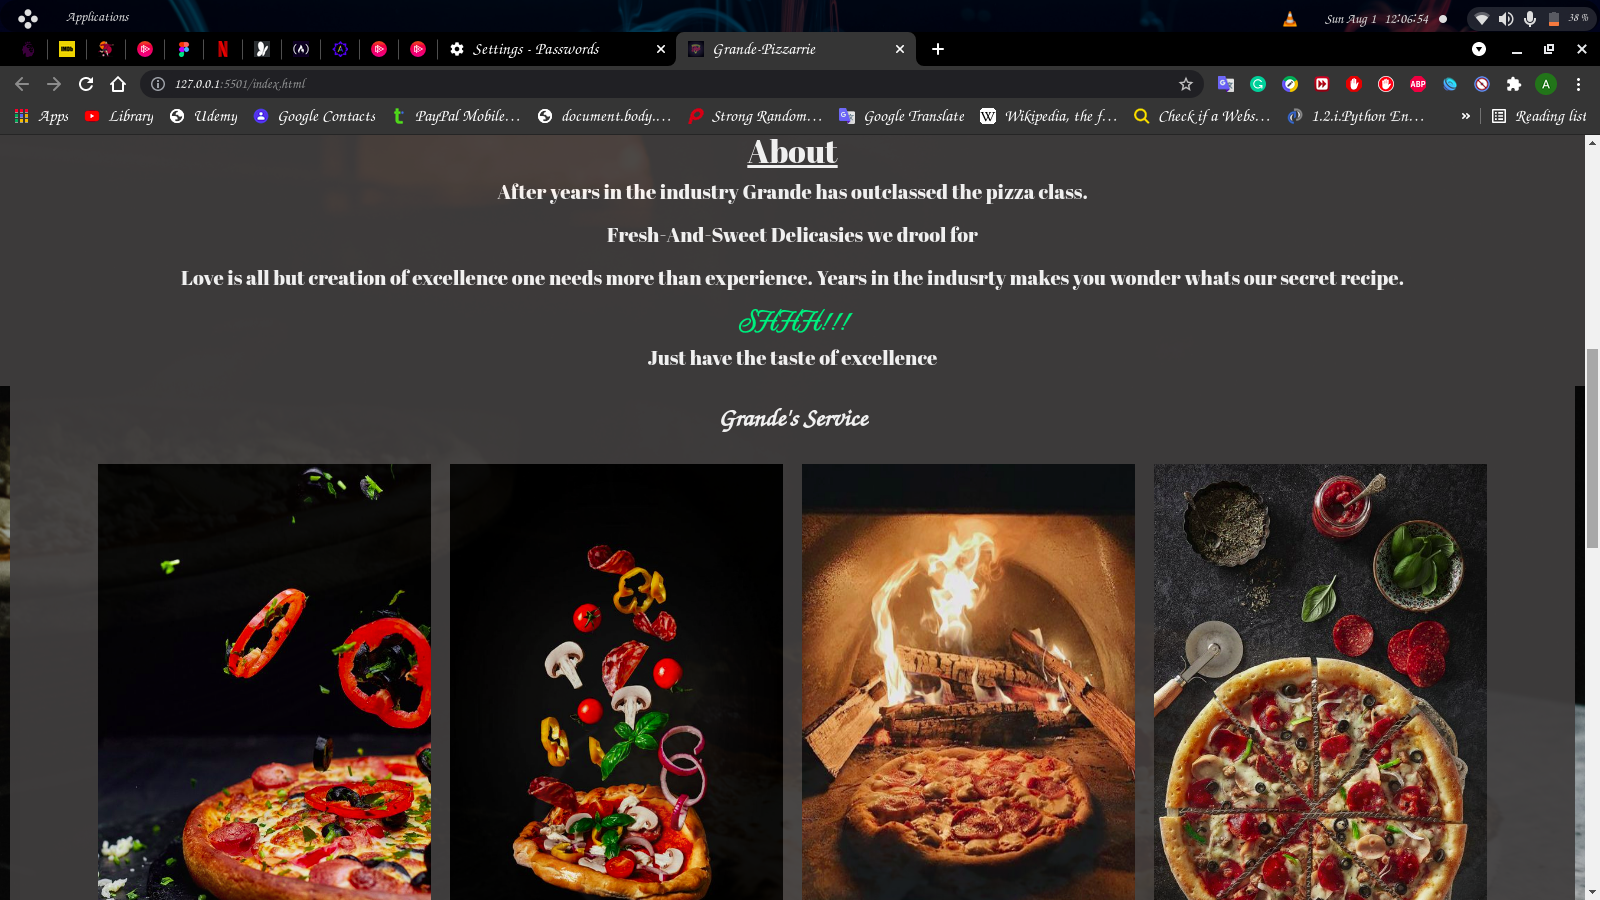 Applications
Sun Aug 1 12:06:54
38 %
Settings - Passwords
Grande-Pizzarrie
127.0.0.1:5501/index.html
Apps
Library
Udemy
Google Contacts
PayPal Mobile…
document.body.…
Strong Random…
Google Translate
Wikipedia, the f…
Check if a Webs…
1.2.i.Python En…
Reading list
About
After years in the industry Grande has outclassed the pizza class.
Fresh-And-Sweet Delicasies we drool for
Love is all but creation of excellence one needs more than experience. Years in the indusrty makes you wonder whats our secret recipe.
SHHH!!!
Just have the taste of excellence
Grande's Service